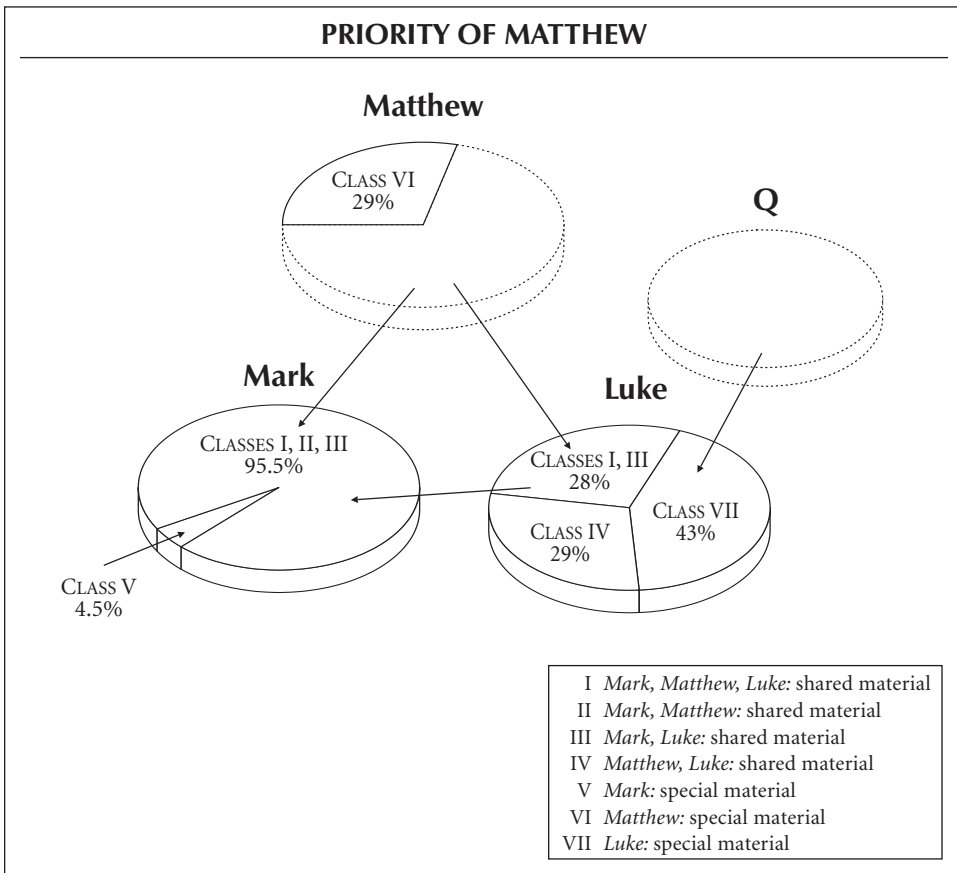 PRIORITY OF MATTHEW
Matthew
CLASS VI
29%
Q
Mark
CLASSES I, II, III
95.5%
CLASS V
4.5%
Luke
CLASSES I, III
28%
CLASS VII
43%
CLASS IV
29%
I Mark, Matthew, Luke: shared material
II Mark, Matthew: shared material
III Mark, Luke: shared material
IV Matthew, Luke: shared material
V Mark: special material
VI Matthew: special material
VII Luke: special material